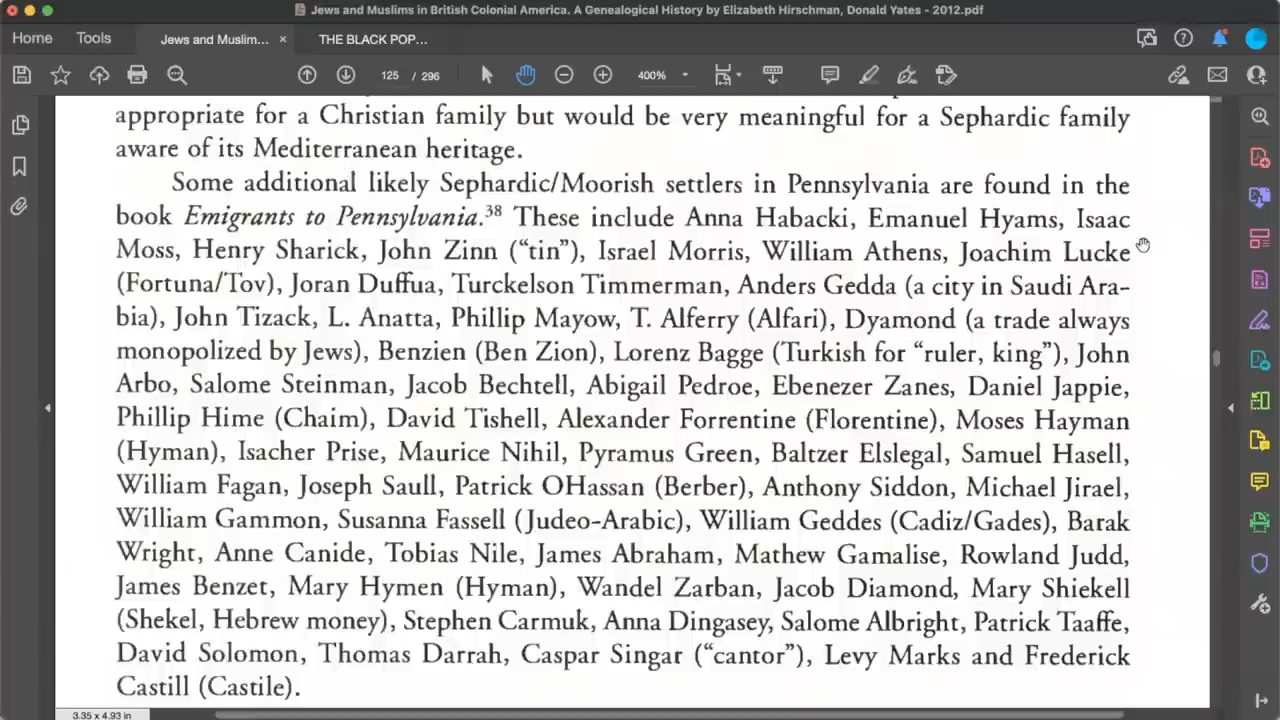 Jews and Muslims in British Colonial America. A Genealogical History by Elizabeth Hirschman, Donald Yates - 2012.pdf
Home Tools Jews and Muslim... × THE BLACK POP...
125 / 296 400%
appropriate for a Christian family but would be very meaningful for a Sephardic family
aware of its Mediterranean heritage.
Some additional likely Sephardic/Moorish settlers in Pennsylvania are found in the
book Emigrants to Pennsylvania.³⁸ These include Anna Habacki, Emanuel Hyams, Isaac
Moss, Henry Sharick, John Zinn (“tin”), Israel Morris, William Athens, Joachim Lucke
(Fortuna/Tov), Joran Duffua, Turckelson Timmerman, Anders Gedda (a city in Saudi Ara-
bia), John Tizack, L. Anatta, Phillip Mayow, T. Alferry (Alfari), Dyamond (a trade always
monopolized by Jews), Benzien (Ben Zion), Lorenz Bagge (Turkish for “ruler, king”), John
Arbo, Salome Steinman, Jacob Bechtell, Abigail Pedroe, Ebenezer Zanes, Daniel Jappie,
Phillip Hime (Chaim), David Tishell, Alexander Forrentine (Florentine), Moses Hayman
(Hyman), Isacher Prise, Maurice Nihil, Pyramus Green, Baltzer Elslegal, Samuel Hasell,
William Fagan, Joseph Saull, Patrick OHassan (Berber), Anthony Siddon, Michael Jirael,
William Gammon, Susanna Fassell (Judeo-Arabic), William Geddes (Cadiz/Gades), Barak
Wright, Anne Canide, Tobias Nile, James Abraham, Mathew Gamalise, Rowland Judd,
James Benzet, Mary Hymen (Hyman), Wandel Zarban, Jacob Diamond, Mary Shiekell
(Shekel, Hebrew money), Stephen Carmuk, Anna Dingasey, Salome Albright, Patrick Taaffe,
David Solomon, Thomas Darrah, Caspar Singar (“cantor”), Levy Marks and Frederick
Castill (Castile).
3.35 x 4.93 in